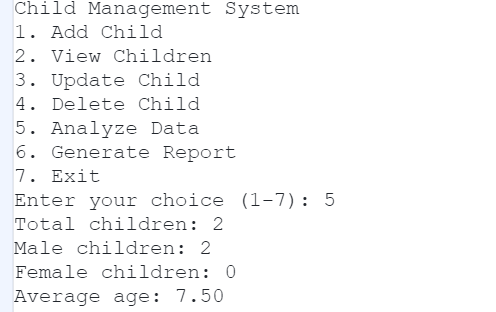 Child Management System
1. Add Child
2. View Children
3. Update Child
4. Delete Child
5. Analyze Data
6. Generate Report
7. Exit
Enter your choice (1-7): 5
Total children: 2
Male children: 2
Female children: 0
Average age: 7.50